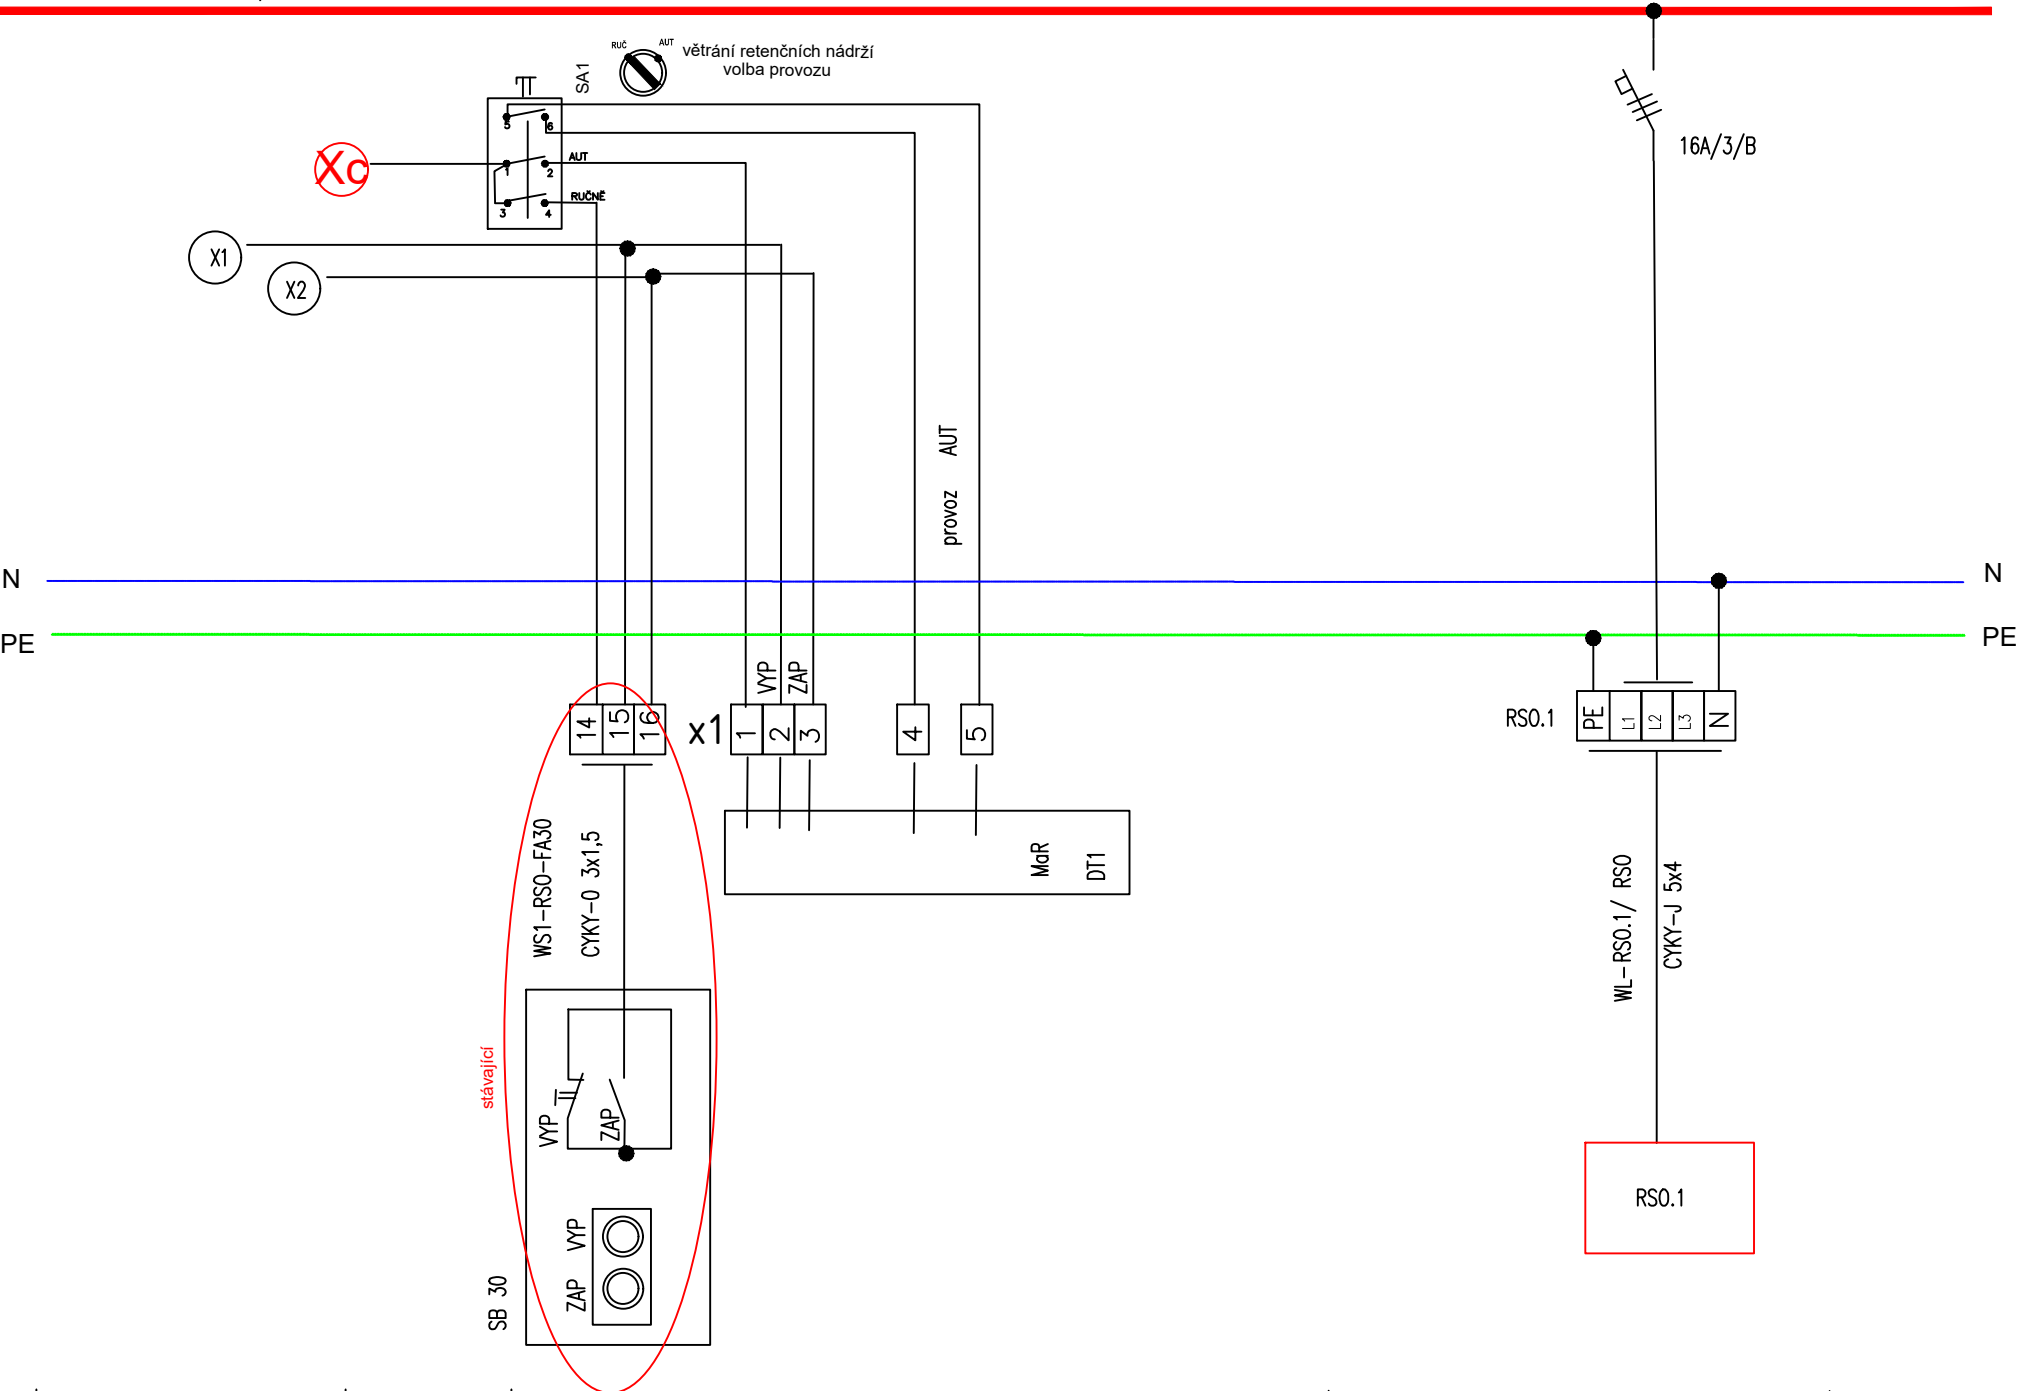 RUČ
AUT
větrání retenčních nádrží
volba provozu
SA1
5
6
16A/3/B
Xc
AUT
1
2
RUČNĚ
3
4
X1
X2
provoz AUT
N
N
PE
PE
VYP
ZAP
14
15
16
x1
1
2
3
4
5
RS0.1
PE
L1
L2
L3
N
WS1-RSO-FA30
CYKY-O 3x1,5
MaR
DT1
WL-RS0.1/ RSO
CYKY-J 5x4
stávající
VYP
ZAP
RS0.1
VYP
ZAP
SB 30